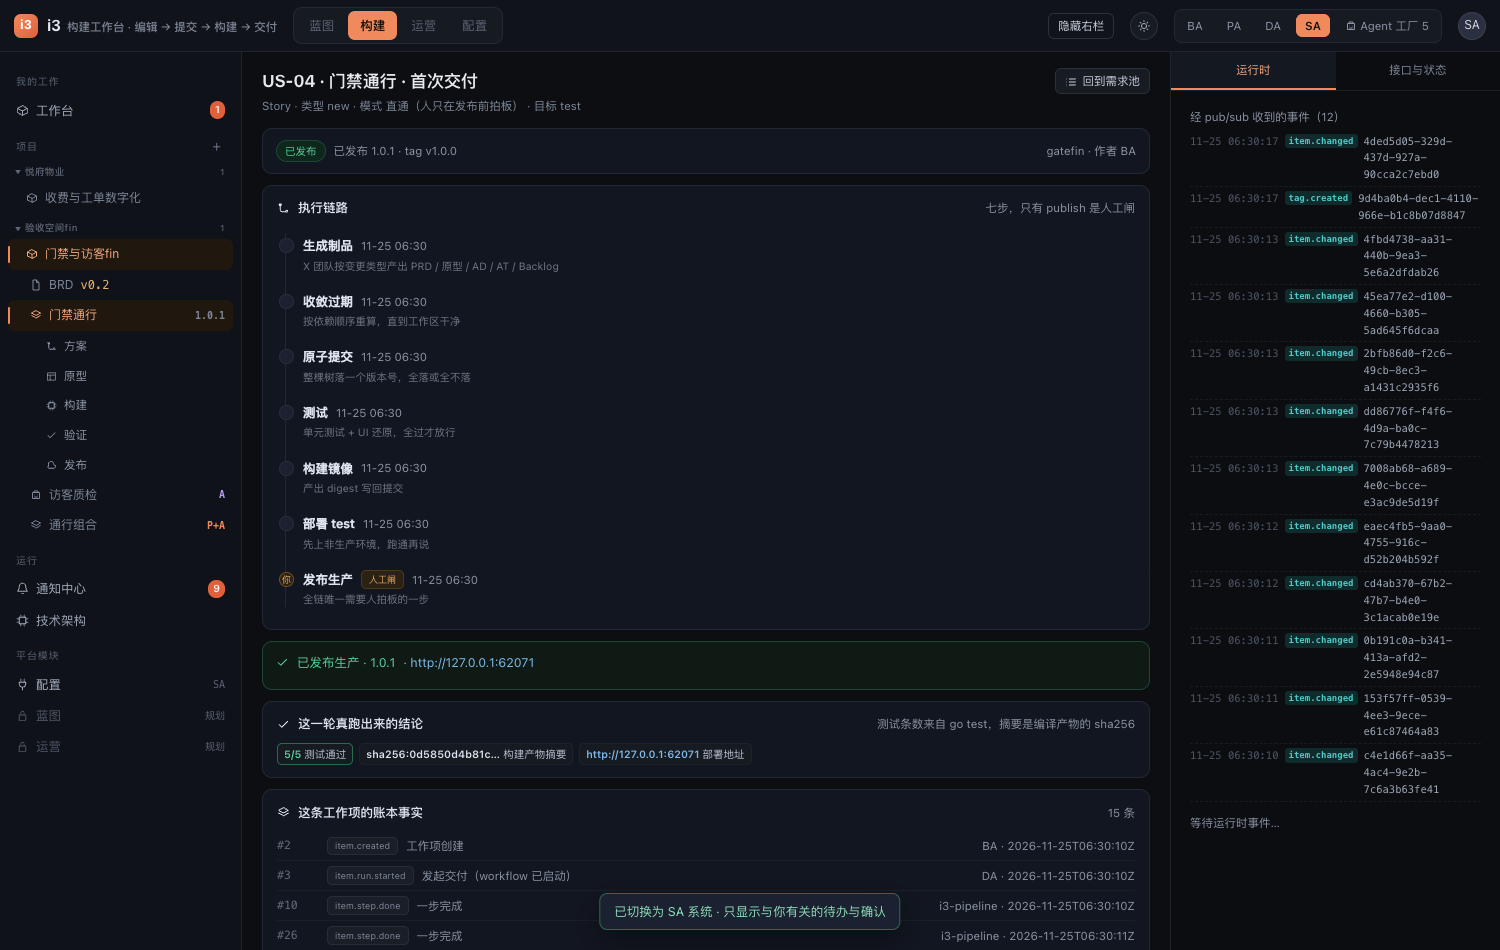 i3
i3 构建工作台 · 编辑 → 提交 → 构建 → 交付
蓝图 构建 运营 配置
隐藏右栏
BA PA DA SA Agent 工厂 5
SA
我的工作
工作台 1
项目 +
悦府物业 1
收费与工单数字化
验收空间fin 1
门禁与访客fin
BRD v0.2
门禁通行 1.0.1
方案
原型
构建
验证
发布
访客质检 A
通行组合 P+A
运行
通知中心 9
技术架构
平台模块
配置 SA
蓝图 规划
运营 规划
US-04 · 门禁通行 · 首次交付
回到需求池
Story · 类型 new · 模式 直通（人只在发布前拍板） · 目标 test
已发布 已发布 1.0.1 · tag v1.0.0
gatefin · 作者 BA
执行链路
七步，只有 publish 是人工闸
生成制品 11-25 06:30
X 团队按变更类型产出 PRD / 原型 / AD / AT / Backlog
收敛过期 11-25 06:30
按依赖顺序重算，直到工作区干净
原子提交 11-25 06:30
整棵树落一个版本号，全落或全不落
测试 11-25 06:30
单元测试 + UI 还原，全过才放行
构建镜像 11-25 06:30
产出 digest 写回提交
部署 test 11-25 06:30
先上非生产环境，跑通再说
你 发布生产 人工闸 11-25 06:30
全链唯一需要人拍板的一步
已发布生产 · 1.0.1 · http://127.0.0.1:62071
这一轮真跑出来的结论
测试条数来自 go test，摘要是编译产物的 sha256
5/5 测试通过 sha256:0d5850d4b81c... 构建产物摘要 http://127.0.0.1:62071 部署地址
这条工作项的账本事实
15 条
#2 item.created 工作项创建 BA · 2026-11-25T06:30:10Z
#3 item.run.started 发起交付（workflow 已启动） DA · 2026-11-25T06:30:10Z
#10 item.step.done 一步完成 i3-pipeline · 2026-11-25T06:30:10Z
#26 item.step.done 一步完成 i3-pipeline · 2026-11-25T06:30:11Z
已切换为 SA 系统 · 只显示与你有关的待办与确认
运行时 接口与状态
经 pub/sub 收到的事件（12）
11-25 06:30:17 item.changed 4ded5d05-329d-
437d-927a-
90cca2c7ebd0
11-25 06:30:17 tag.created 9d4ba0b4-dec1-4110-
966e-b1c8b07d8847
11-25 06:30:13 item.changed 4fbd4738-aa31-
440b-9ea3-
5e6a2dfdab26
11-25 06:30:13 item.changed 45ea77e2-d100-
4660-b305-
5ad645f6dcaa
11-25 06:30:13 item.changed 2bfb86d0-f2c6-
49cb-8ec3-
a1431c2935f6
11-25 06:30:13 item.changed dd86776f-f4f6-
4d9a-ba0c-
7c79b4478213
11-25 06:30:13 item.changed 7008ab68-a689-
4e0c-bcce-
e3ac9de5d19f
11-25 06:30:12 item.changed eaec4fb5-9aa0-
4755-916c-
d52b204b592f
11-25 06:30:12 item.changed cd4ab370-67b2-
47b7-b4e0-
3c1acab0e19e
11-25 06:30:11 item.changed 0b191c0a-b341-
413a-afd2-
2e5948e94c87
11-25 06:30:11 item.changed 153f57ff-0539-
4ee3-9ece-
e61c87464a83
11-25 06:30:10 item.changed c4e1d66f-aa35-
4ac4-9e2b-
7c6a3b63fe41
等待运行时事件…